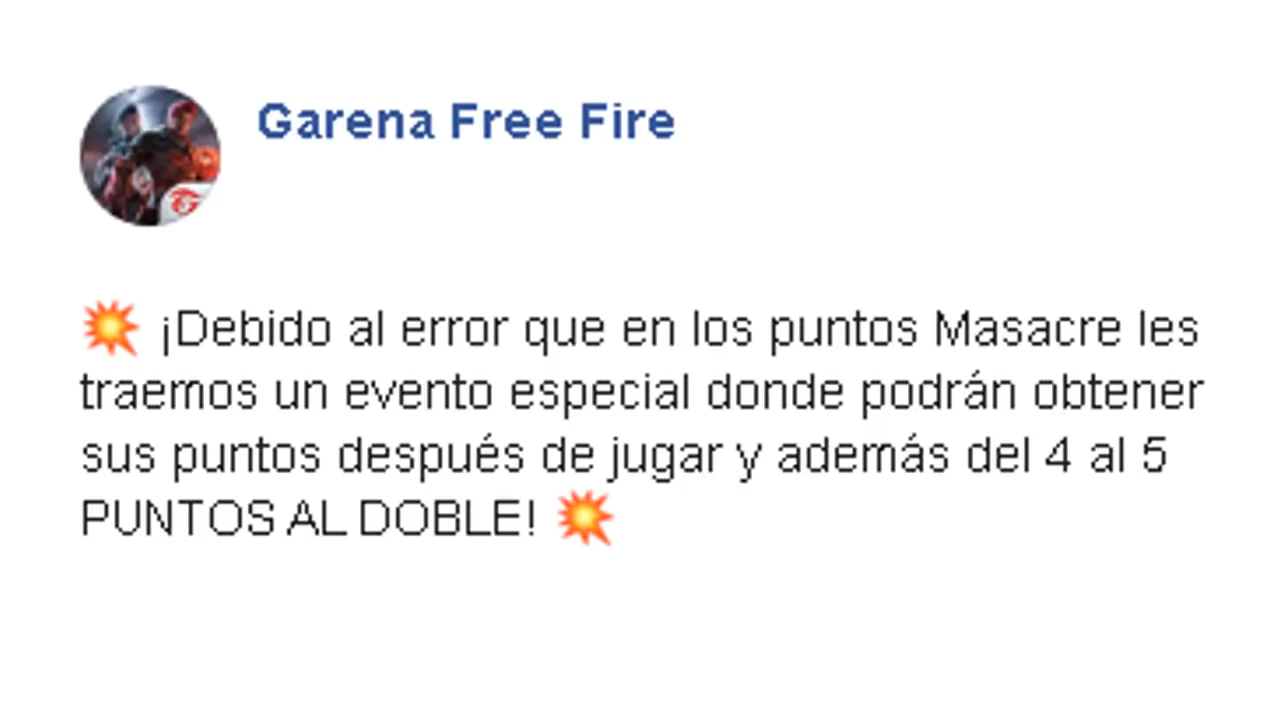 Garena Free Fire
💥 ¡Debido al error que en los puntos Masacre les
traemos un evento especial donde podrán obtener
sus puntos después de jugar y además del 4 al 5
PUNTOS AL DOBLE! 💥